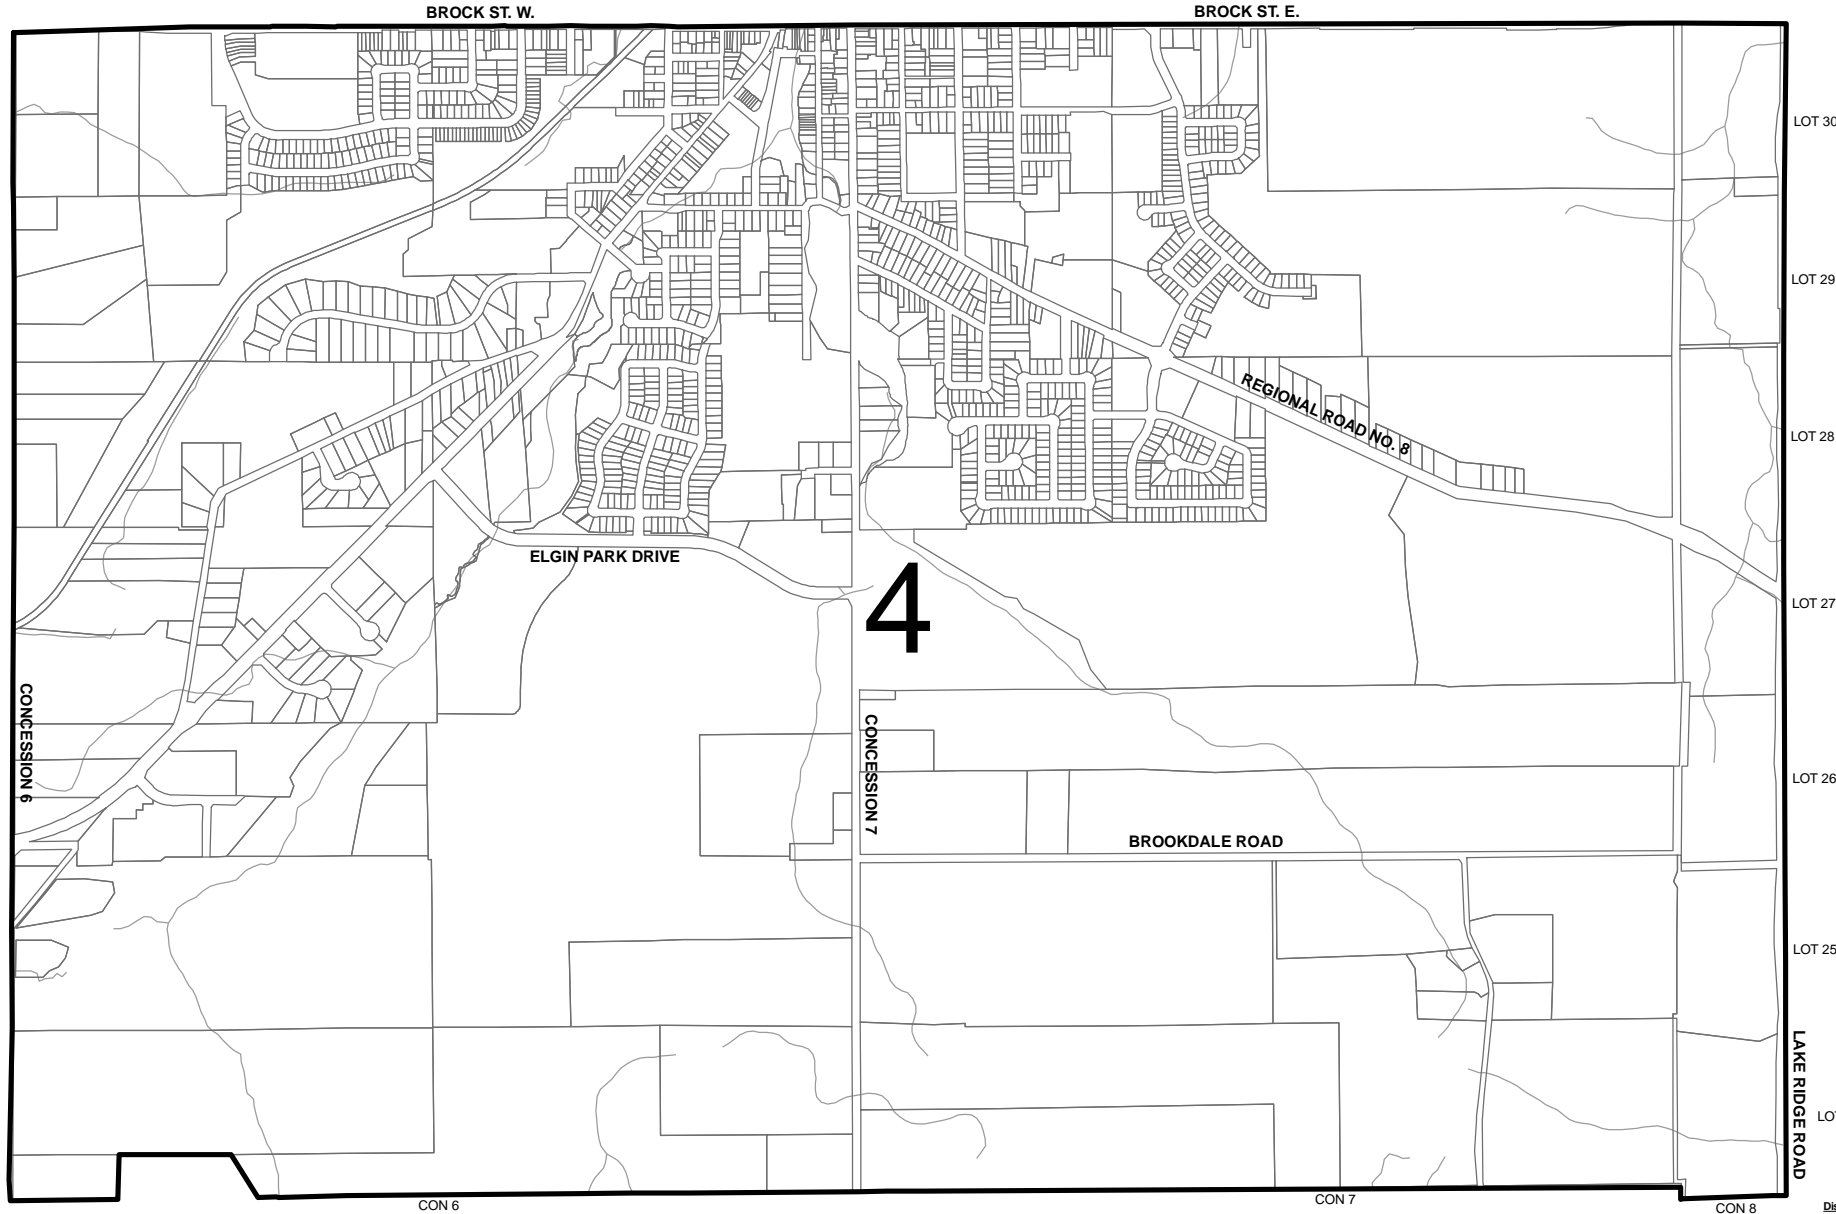 BROCK ST. W.
BROCK ST. E.
LOT 30
LOT 29
REGIONAL ROAD NO. 8
LOT 28
ELGIN PARK DRIVE
4
LOT 27
CONCESSION 6
CONCESSION 7
LOT 26
BROOKDALE ROAD
LOT 25
LAKE RIDGE ROAD
LO
CON 6
CON 7
CON 8
Dis